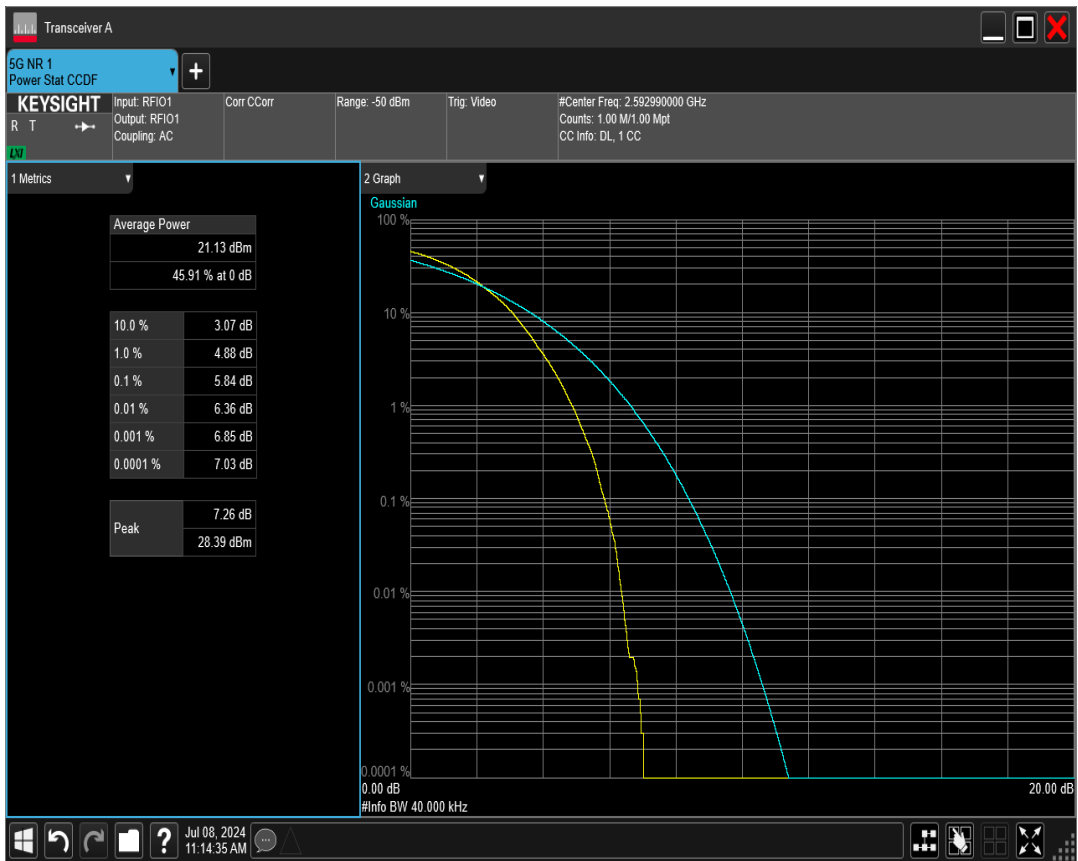 Transceiver A
5G NR 1
Power Stat CCDF
KEYSIGHT
R T
LXI
Input: RFIO1
Output: RFIO1
Coupling: AC
Corr CCorr
Range: -50 dBm
Trig: Video
#Center Freq: 2.592990000 GHz
Counts: 1.00 M/1.00 Mpt
CC Info: DL, 1 CC
1 Metrics
Average Power
21.13 dBm
45.91 % at 0 dB
10.0 % 3.07 dB
1.0 % 4.88 dB
0.1 % 5.84 dB
0.01 % 6.36 dB
0.001 % 6.85 dB
0.0001 % 7.03 dB
Peak
7.26 dB
28.39 dBm
2 Graph
Gaussian
100 %
10 %
1 %
0.1 %
0.01 %
0.001 %
0.0001 %
0.00 dB 20.00 dB
#Info BW 40.000 kHz
?
Jul 08, 2024
11:14:35 AM